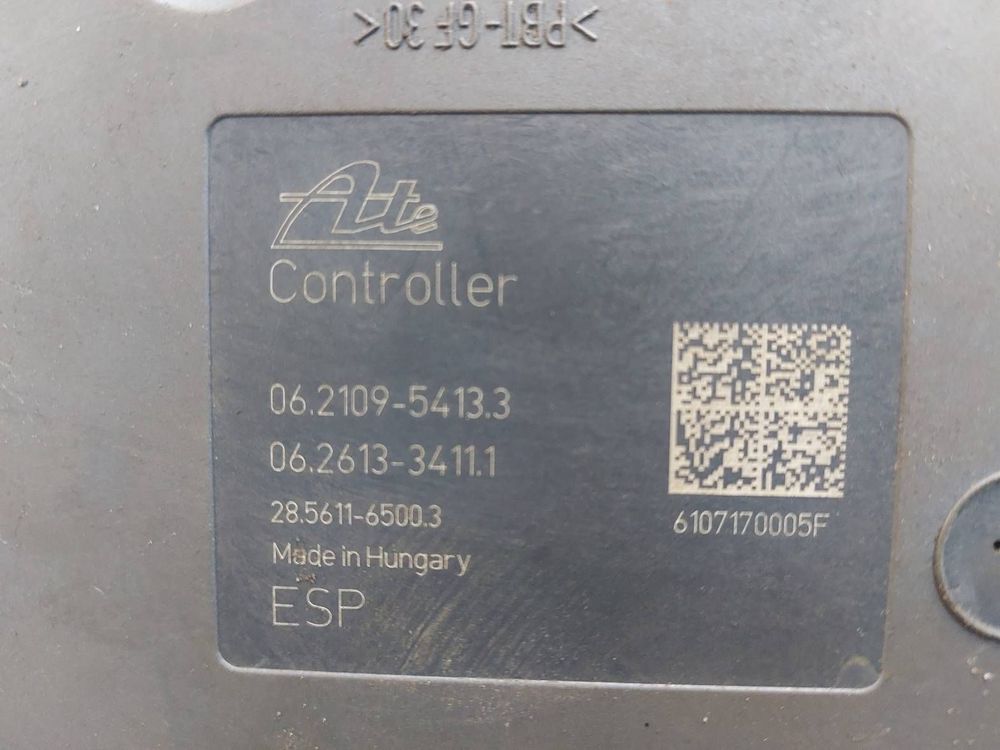 >PBT-GF30<
Ate
Controller
06.2109-5413.3
06.2613-3411.1
28.5611-6500.3
Made in Hungary
ESP
6107170005F